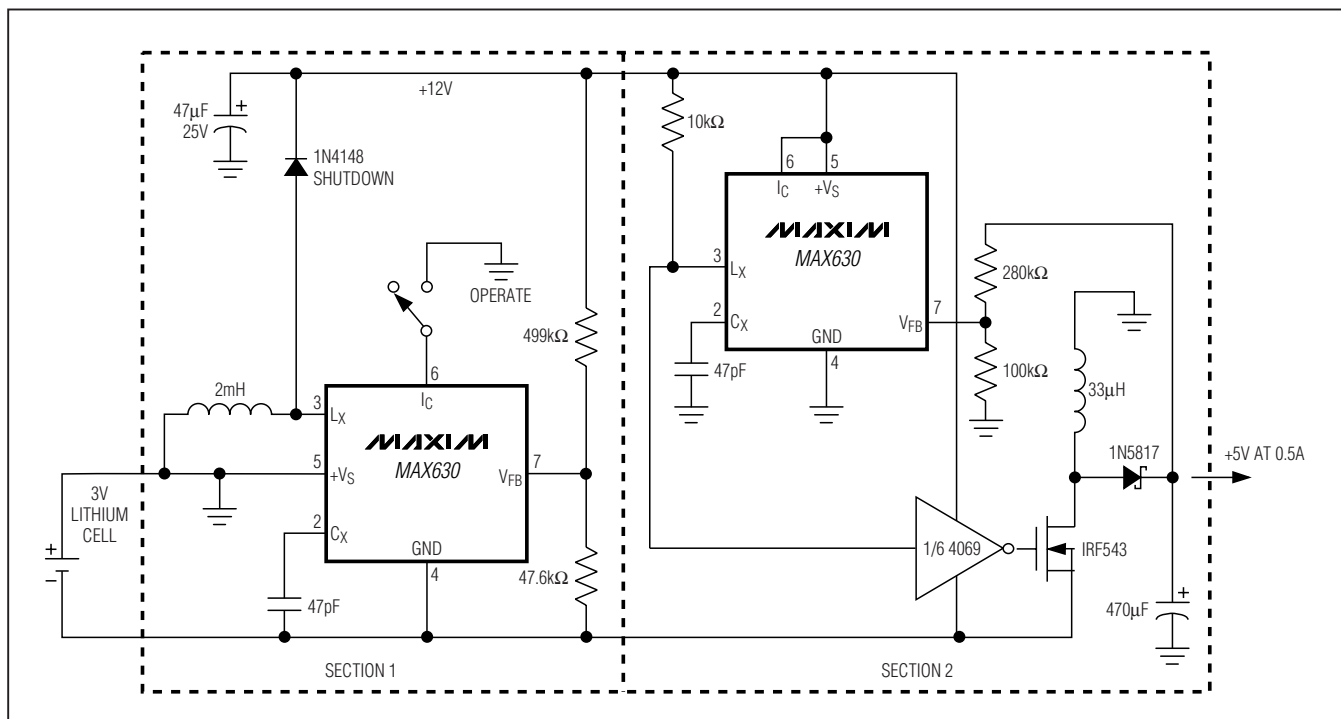 +12V
47μF
25V
1N4148
SHUTDOWN
OPERATE
499kΩ
2mH
6
IC
3
LX
MAXIM
MAX630
5
+VS
7
VFB
2
CX
GND
4
3V
LITHIUM
CELL
+
−
47pF
47.6kΩ
SECTION 1
10kΩ
6
IC
5
+VS
MAXIM
MAX630
3
LX
2
CX
7
VFB
GND
4
47pF
280kΩ
100kΩ
33μH
1N5817
+5V AT 0.5A
1/6 4069
IRF543
+
470μF
SECTION 2
+